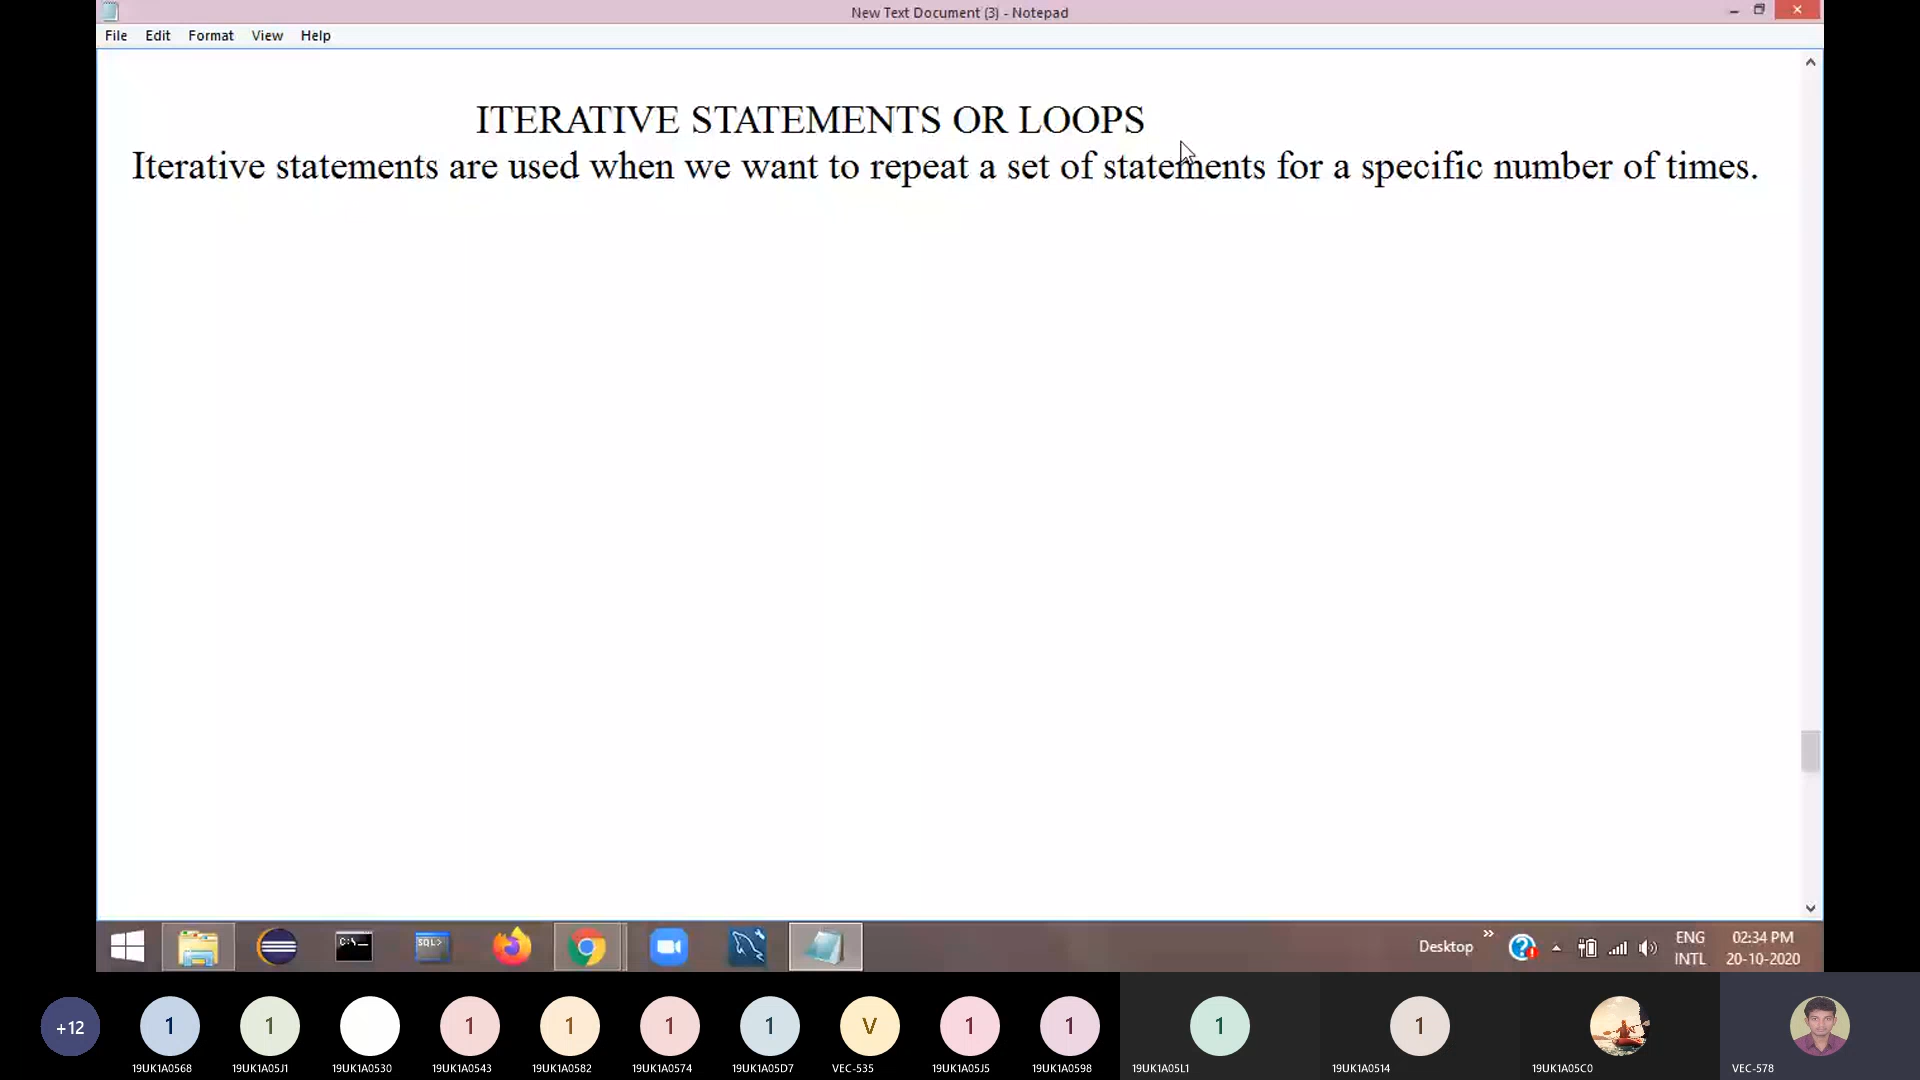 New Text Document (3) - Notepad
File Edit Format View Help
ITERATIVE STATEMENTS OR LOOPS
Iterative statements are used when we want to repeat a set of statements for a specific number of times.
C:\_
SQL>
Desktop
ENG
INTL
02:34 PM
20-10-2020
+12
1 1 1 1 1 1 V 1 1 1 1
19UK1A0568 19UK1A05J1 19UK1A0530 19UK1A0543 19UK1A0582 19UK1A0574 19UK1A05D7 VEC-535 19UK1A05J5 19UK1A0598 19UK1A05L1 19UK1A0514 19UK1A05C0 VEC-578